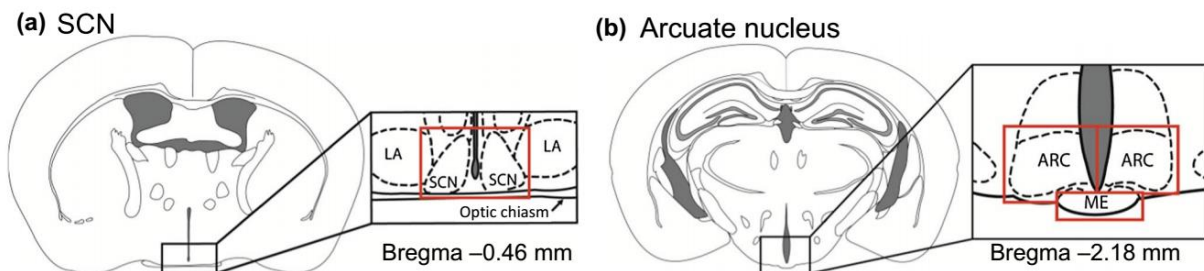 (a) SCN
LA
LA
SCN
SCN
Optic chiasm
Bregma –0.46 mm
(b) Arcuate nucleus
ARC
ARC
ME
Bregma –2.18 mm